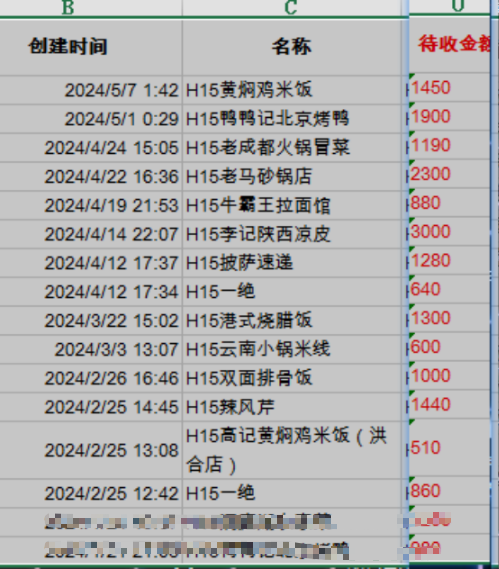 B C U
创建时间 名称 待收金额
2024/5/7 1:42 H15黄焖鸡米饭 1450
2024/5/1 0:29 H15鸭鸭记北京烤鸭 1900
2024/4/24 15:05 H15老成都火锅冒菜 1190
2024/4/22 16:36 H15老马砂锅店 2300
2024/4/19 21:53 H15牛霸王拉面馆 880
2024/4/14 22:07 H15李记陕西凉皮 3000
2024/4/12 17:37 H15披萨速递 1280
2024/4/12 17:34 H15一绝 640
2024/3/22 15:02 H15港式烧腊饭 1300
2024/3/3 13:07 H15云南小锅米线 600
2024/2/26 16:46 H15双面排骨饭 1000
2024/2/25 14:45 H15辣风芹 1440
2024/2/25 13:08 H15高记黄焖鸡米饭（洪 510
合店）
2024/2/25 12:42 H15一绝 860